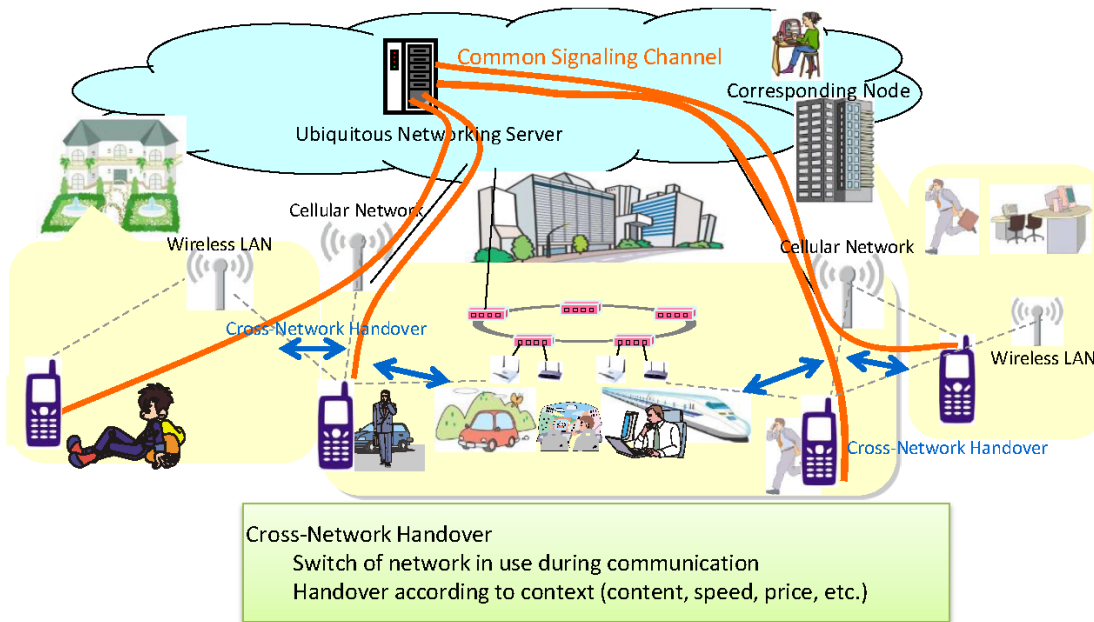 Common Signaling Channel
Corresponding Node
Ubiquitous Networking Server
Cellular Network
Wireless LAN
Cellular Network
Cross-Network Handover
Wireless LAN
Cross-Network Handover
Cross-Network Handover
Switch of network in use during communication
Handover according to context (content, speed, price, etc.)